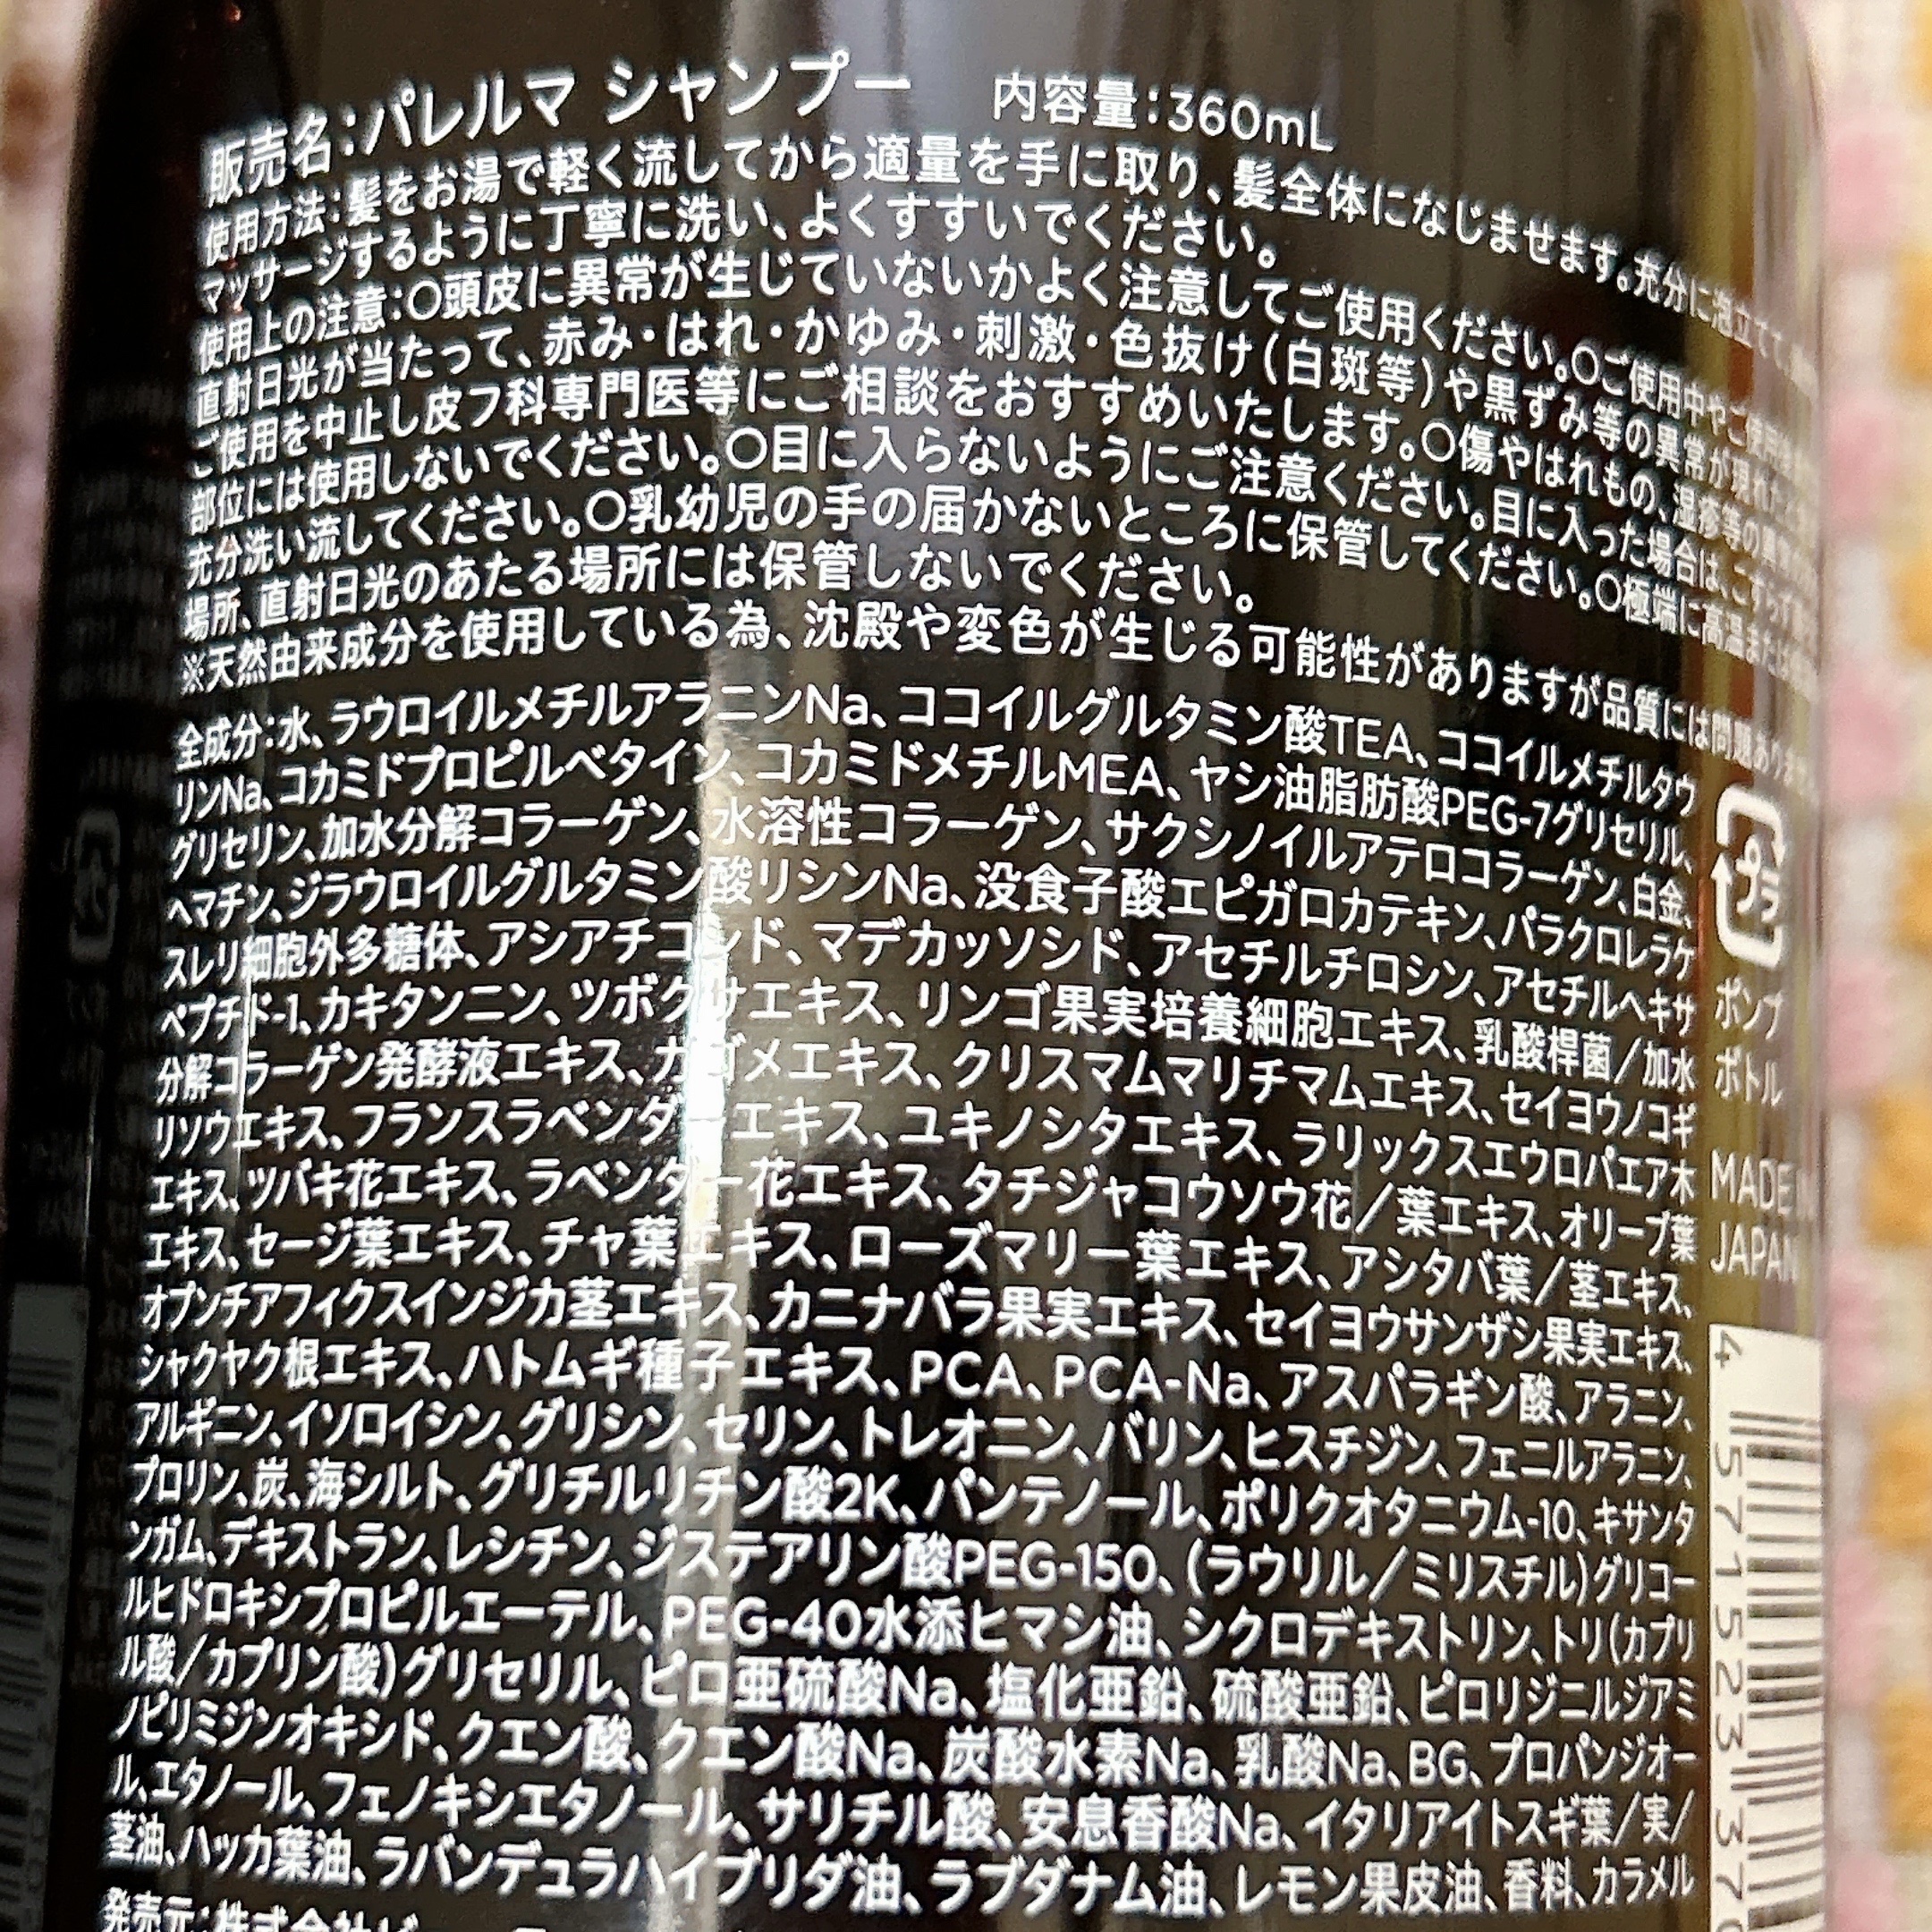 販売名：パレルマ シャンプー　内容量：360mL
使用方法：髪をお湯で軽く流してから適量を手に取り、髪全体になじませます。充分に泡立て
マッサージするように丁寧に洗い、よくすすいでください。
使用上の注意：○頭皮に異常が生じていないかよく注意してご使用ください。○ご使用中やご使用
直射日光が当たって、赤み・はれ・かゆみ・刺激・色抜け(白斑等)や黒ずみ等の異常が現れた
ご使用を中止し皮フ科専門医等にご相談をおすすめいたします。○傷やはれもの、湿疹等の
部位には使用しないでください。○目に入らないようにご注意ください。目に入った場合は、こすらず
充分洗い流してください。○乳幼児の手の届かないところに保管してください。○極端に高温または
場所、直射日光のあたる場所には保管しないでください。
※天然由来成分を使用している為、沈殿や変色が生じる可能性がありますが品質には問題あり
全成分：水、ラウロイルメチルアラニンNa、ココイルグルタミン酸TEA、ココイルメチルタウ
リンNa、コカミドプロピルベタイン、コカミドメチルMEA、ヤシ油脂肪酸PEG-7グリセリル、
グリセリン、加水分解コラーゲン、水溶性コラーゲン、サクシノイルアテロコラーゲン、白金、
ヘマチン、ジラウロイルグルタミン酸リシンNa、没食子酸エピガロカテキン、パラクロレラケ
スレリ細胞外多糖体、アシアチコシド、マデカッソシド、アセチルチロシン、アセチルヘキサ
ペプチド-1、カキタンニン、ツボクサエキス、リンゴ果実培養細胞エキス、乳酸桿菌/加水
分解コラーゲン発酵液エキス、カゴメエキス、クリスマムマリチマムエキス、セイヨウノコギ
リソウエキス、フランスラベンダーエキス、ユキノシタエキス、ラリックスエウロパエア木
エキス、ツバキ花エキス、ラベンダー花エキス、タチジャコウソウ花/葉エキス、オリーブ葉
エキス、セージ葉エキス、チャ葉エキス、ローズマリー葉エキス、アシタバ葉/茎エキス、
オプンチアフィクスインジカ茎エキス、カニナバラ果実エキス、セイヨウサンザシ果実エキス、
シャクヤク根エキス、ハトムギ種子エキス、PCA、PCA-Na、アスパラギン酸、アラニン、
アルギニン、イソロイシン、グリシン、セリン、トレオニン、バリン、ヒスチジン、フェニルアラニン、
プロリン、炭、海シルト、グリチルリチン酸2K、パンテノール、ポリクオタニウム-10、キサンタ
ンガム、デキストラン、レシチン、ジステアリン酸PEG-150、(ラウリル/ミリスチル)グリコー
ルヒドロキシプロピルエーテル、PEG-40水添ヒマシ油、シクロデキストリン、トリ(カプリ
ル酸/カプリン酸)グリセリル、ピロ亜硫酸Na、塩化亜鉛、硫酸亜鉛、ピロリジニルジアミ
ノピリミジンオキシド、クエン酸、クエン酸Na、炭酸水素Na、乳酸Na、BG、プロパンジオー
ル、エタノール、フェノキシエタノール、サリチル酸、安息香酸Na、イタリアイトスギ葉/実/
茎油、ハッカ葉油、ラバンデュラハイブリダ油、ラブダナム油、レモン果皮油、香料、カラメル
発売元：株式会社
プラ
ポンプ
ボトル
MADE IN
JAPAN
4 571523 37